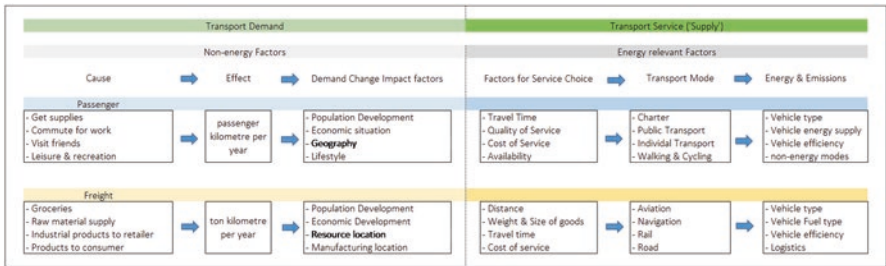 Transport Demand
Transport Service ('Supply')
Non-energy Factors
Energy relevant Factors
Cause
Effect
Demand Change Impact factors
Factors for Service Choice
Transport Mode
Energy & Emissions
Passenger
- Get supplies
- Commute for work
- Visit friends
- Leisure & recreation
passenger
kilometre per
year
- Population Development
- Economic situation
- Geography
- Lifestyle
- Travel Time
- Quality of Service
- Cost of Service
- Availability
- Charter
- Public Transport
- Individal Transport
- Walking & Cycling
- Vehicle type
- Vehicle energy supply
- Vehicle efficiency
- non-energy modes
Freight
- Groceries
- Raw material supply
- Industrial products to retailer
- Products to consumer
ton kilometre
per year
- Population Development
- Economic Development
- Resource location
- Manufacturing location
- Distance
- Weight & Size of goods
- Travel time
- Cost of service
- Aviation
- Navigation
- Rail
- Road
- Vehicle type
- Vehicle Fuel type
- Vehicle efficiency
- Logistics